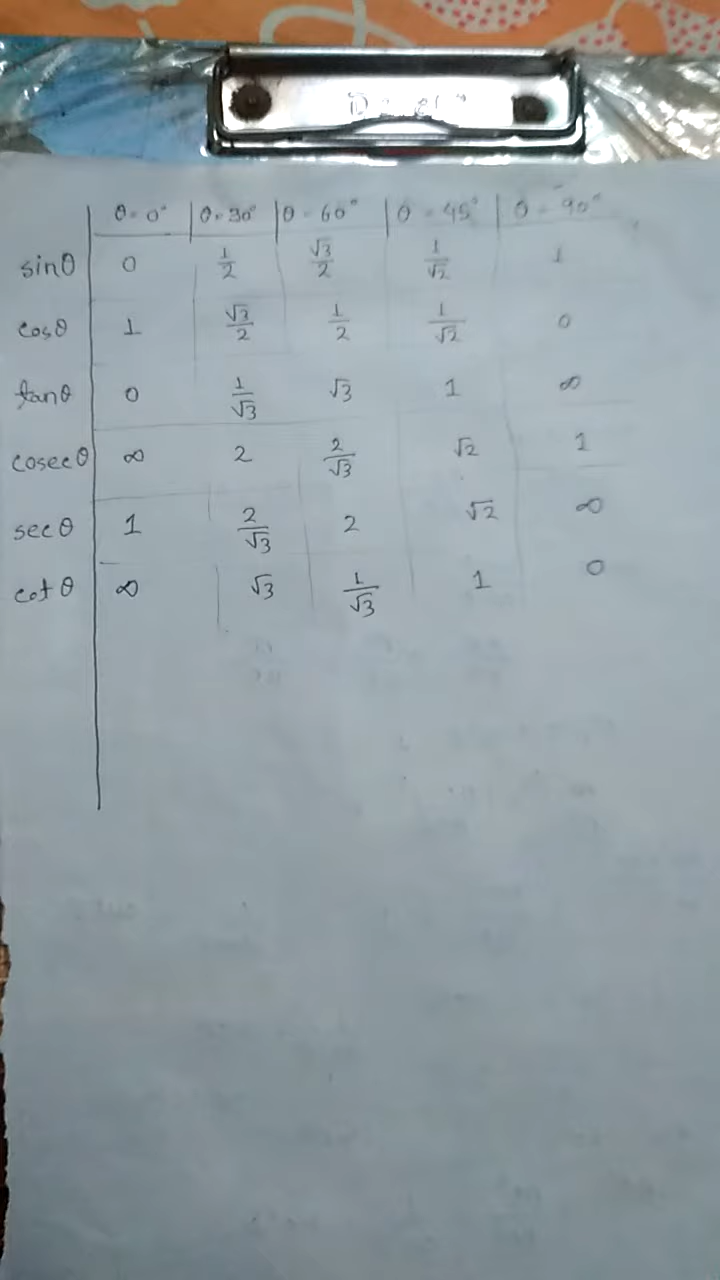 θ = 0° θ = 30° θ = 60° θ = 45° θ = 90°
sinθ 0 1/2 √3/2 1/√2 1
cosθ 1 √3/2 1/2 1/√2 0
tanθ 0 1/√3 √3 1 ∞
cosecθ ∞ 2 2/√3 √2 1
secθ 1 2/√3 2 √2 ∞
cotθ ∞ √3 1/√3 1 0